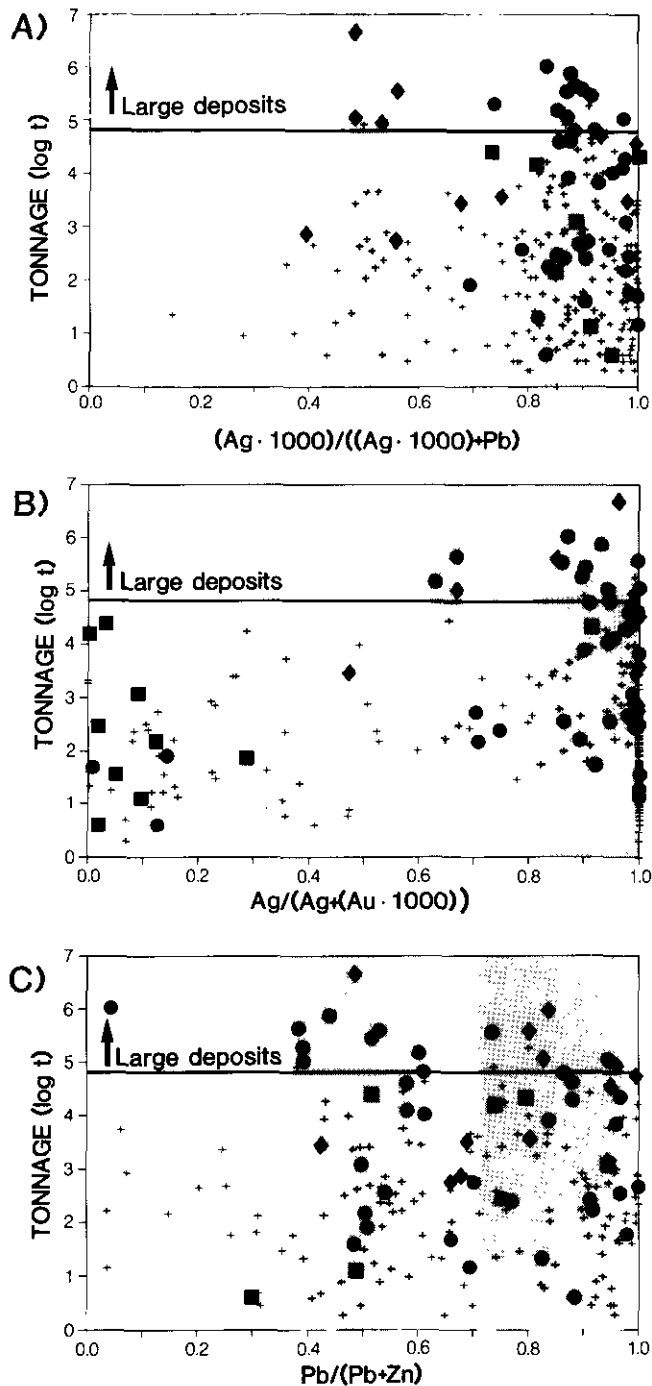 A)
7
6
5
4
3
2
1
0
TONNAGE (log t)
Large deposits
0.0 0.2 0.4 0.6 0.8 1.0
(Ag · 1000)/((Ag · 1000)+Pb)
B)
7
6
5
4
3
2
1
0
TONNAGE (log t)
Large deposits
0.0 0.2 0.4 0.6 0.8 1.0
Ag/(Ag+(Au · 1000))
C)
7
6
5
4
3
2
1
0
TONNAGE (log t)
Large deposits
0.0 0.2 0.4 0.6 0.8 1.0
Pb/(Pb+Zn)